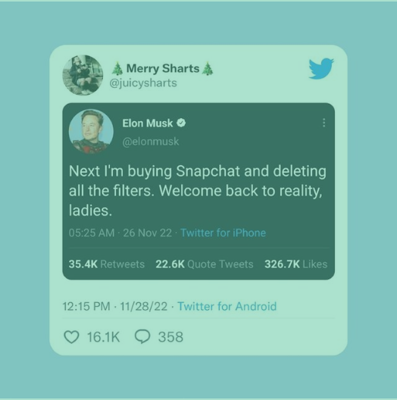 🎄Merry Sharts🎄
@juicysharts
Elon Musk
@elonmusk
Next I'm buying Snapchat and deleting
all the filters. Welcome back to reality,
ladies.
05:25 AM · 26 Nov 22 · Twitter for iPhone
35.4K Retweets 22.6K Quote Tweets 326.7K Likes
12:15 PM · 11/28/22 · Twitter for Android
16.1K 358